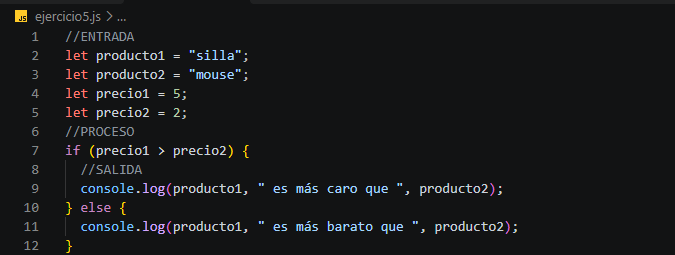 JS ejercicio5.js > ...
1 //ENTRADA
2 let producto1 = "silla";
3 let producto2 = "mouse";
4 let precio1 = 5;
5 let precio2 = 2;
6 //PROCESO
7 if (precio1 > precio2) {
8 //SALIDA
9 console.log(producto1, " es más caro que ", producto2);
10 } else {
11 console.log(producto1, " es más barato que ", producto2);
12 }